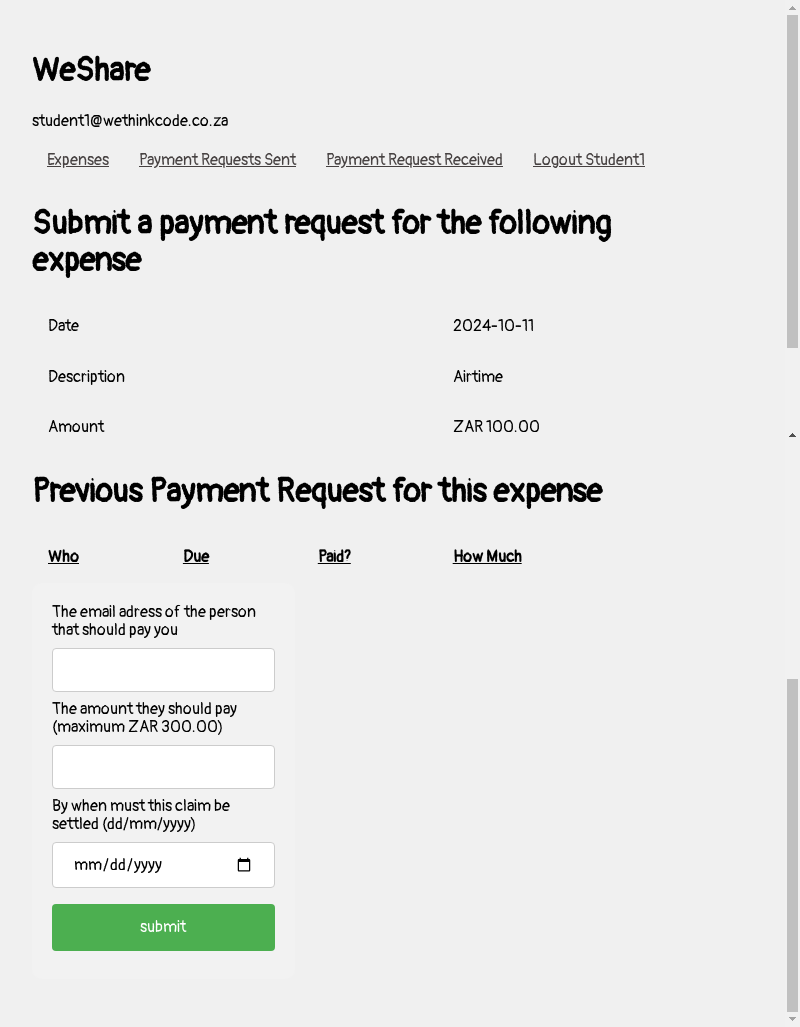 WeShare
student1@wethinkcode.co.za
Expenses Payment Requests Sent Payment Request Received Logout Student1
Submit a payment request for the following
expense
Date 2024-10-11
Description Airtime
Amount ZAR 100.00
Previous Payment Request for this expense
Who Due Paid? How Much
The email adress of the person
that should pay you
The amount they should pay
(maximum ZAR 300.00)
By when must this claim be
settled (dd/mm/yyyy)
mm/dd/yyyy
submit